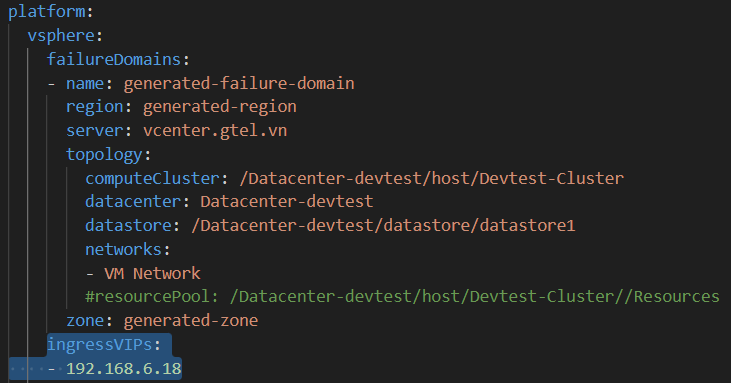 platform:
vsphere:
failureDomains:
- name: generated-failure-domain
region: generated-region
server: vcenter.gtel.vn
topology:
computeCluster: /Datacenter-devtest/host/Devtest-Cluster
datacenter: Datacenter-devtest
datastore: /Datacenter-devtest/datastore/datastore1
networks:
- VM Network
#resourcePool: /Datacenter-devtest/host/Devtest-Cluster//Resources
zone: generated-zone
ingressVIPs:
- 192.168.6.18